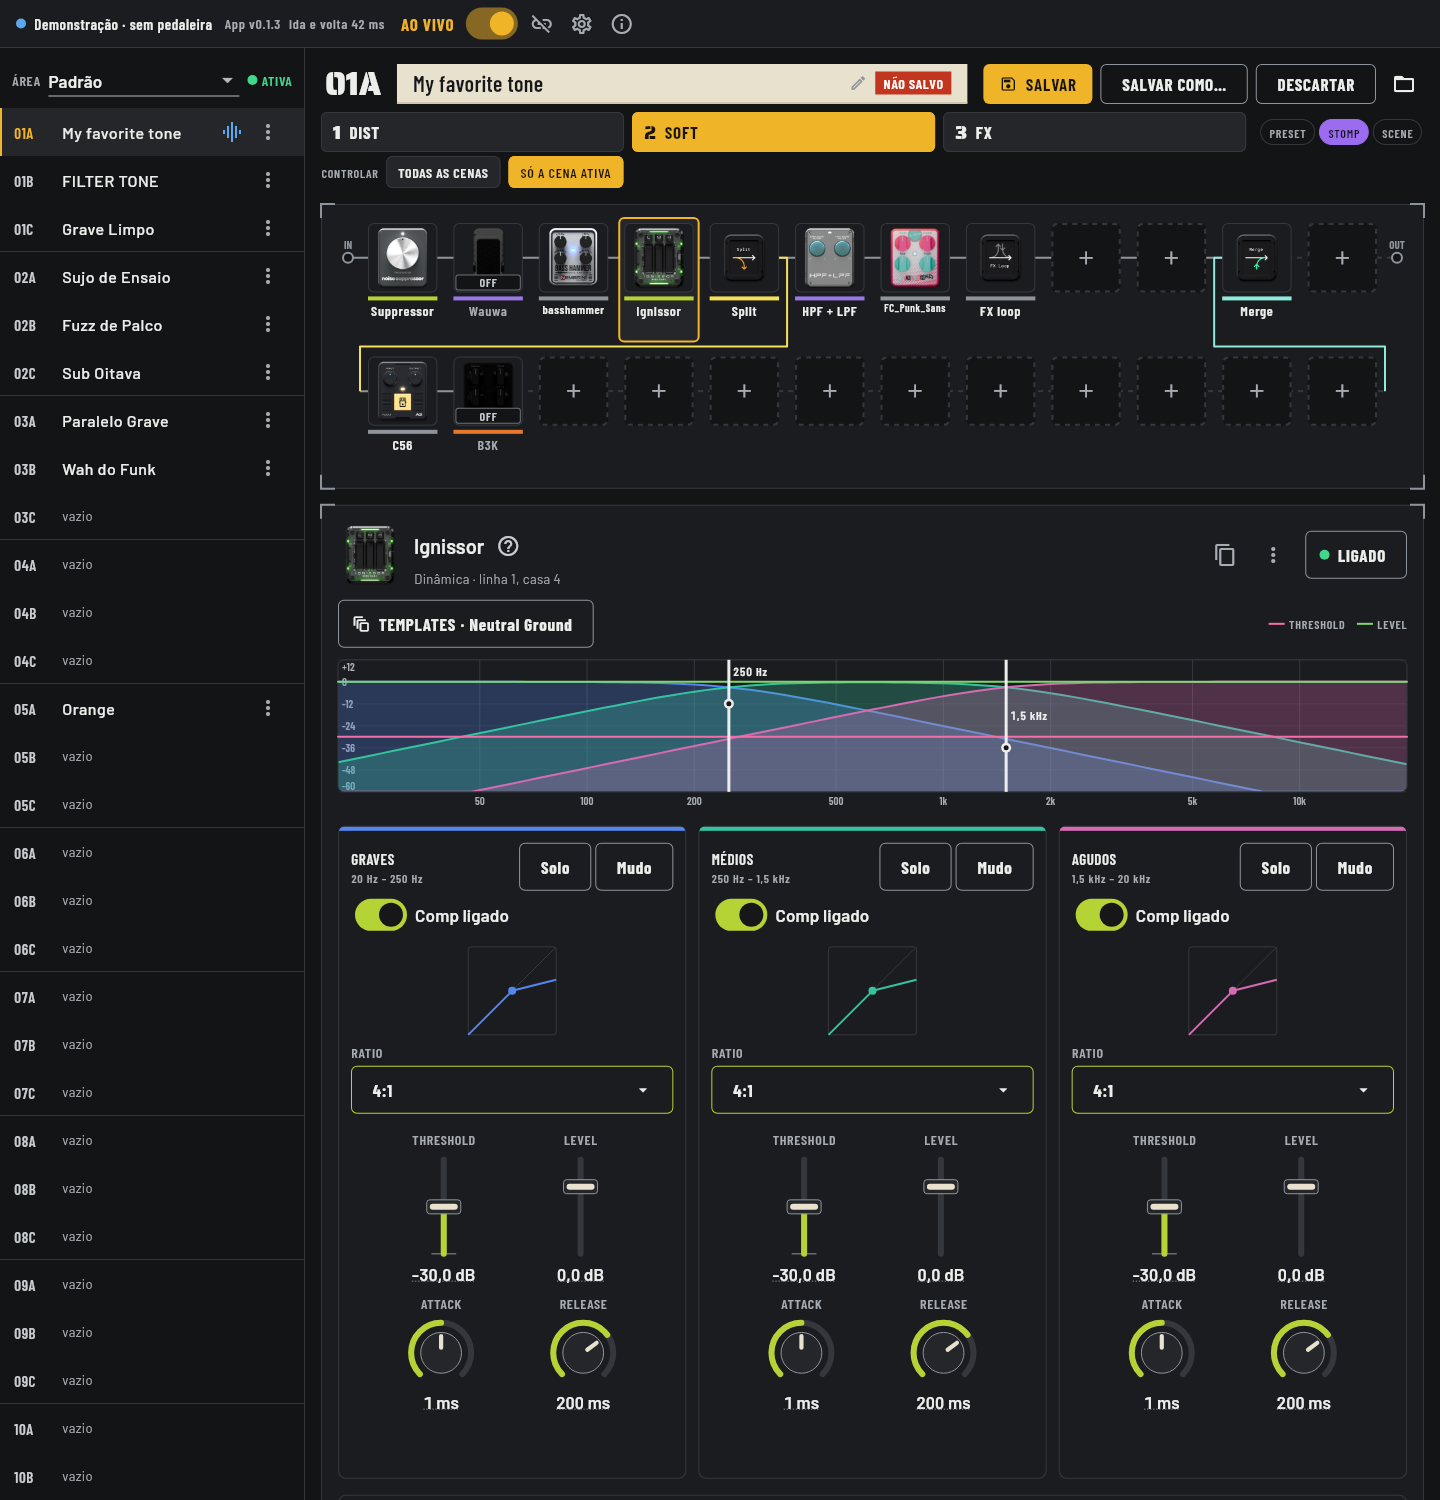 Demonstração · sem pedaleira App v0.1.3 Ida e volta 42 ms AO VIVO
ÁREA Padrão ATIVA
01A My favorite tone
01B FILTER TONE
01C Grave Limpo
02A Sujo de Ensaio
02B Fuzz de Palco
02C Sub Oitava
03A Paralelo Grave
03B Wah do Funk
03C vazio
04A vazio
04B vazio
04C vazio
05A Orange
05B vazio
05C vazio
06A vazio
06B vazio
06C vazio
07A vazio
07B vazio
07C vazio
08A vazio
08B vazio
08C vazio
09A vazio
09B vazio
09C vazio
10A vazio
10B vazio
01A My favorite tone NÃO SALVO SALVAR SALVAR COMO... DESCARTAR
1 DIST 2 SOFT 3 FX PRESET STOMP SCENE
CONTROLAR TODAS AS CENAS SÓ A CENA ATIVA
IN OFF Split HPF+LPF FX Loop Merge OUT
Suppressor Wauwa basshammer Ignissor Split HPF + LPF FC_Punk_Sans FX loop Merge
OFF
C56 B3K
Ignissor
Dinâmica · linha 1, casa 4
LIGADO
TEMPLATES · Neutral Ground THRESHOLD LEVEL
+12
0
-12
-24
-36
-48
-60
250 Hz
1,5 kHz
50 100 200 500 1k 2k 5k 10k
GRAVES Solo Mudo
20 Hz – 250 Hz
Comp ligado
RATIO
4:1
THRESHOLD LEVEL
-30,0 dB 0,0 dB
ATTACK RELEASE
1 ms 200 ms
MÉDIOS Solo Mudo
250 Hz – 1,5 kHz
Comp ligado
RATIO
4:1
THRESHOLD LEVEL
-30,0 dB 0,0 dB
ATTACK RELEASE
1 ms 200 ms
AGUDOS Solo Mudo
1,5 kHz – 20 kHz
Comp ligado
RATIO
4:1
THRESHOLD LEVEL
-30,0 dB 0,0 dB
ATTACK RELEASE
1 ms 200 ms